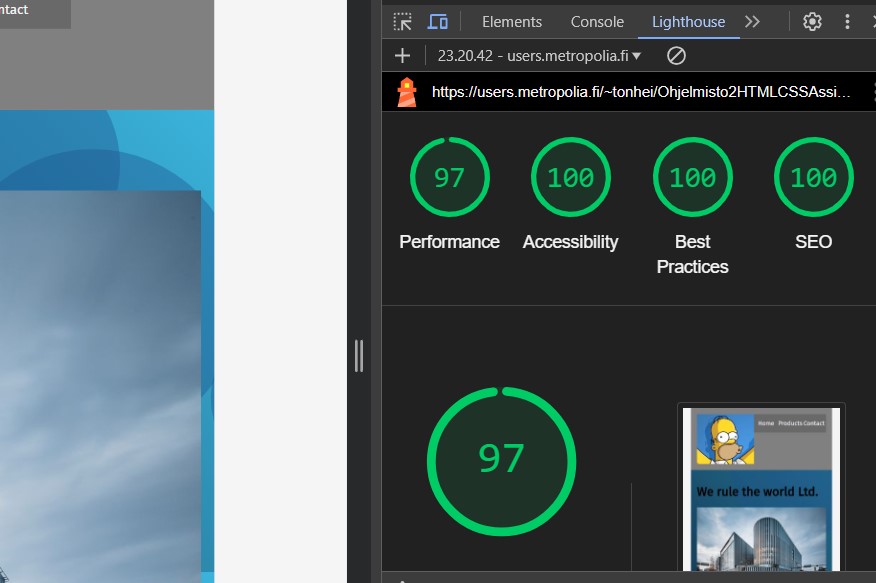 ntact
Elements Console Lighthouse
23.20.42 - users.metropolia.fi
https://users.metropolia.fi/~tonhei/Ohjelmisto2HTMLCSSAssi…
97 100 100 100
Performance Accessibility Best Practices SEO
97
Home Products Contact
We rule the world Ltd.